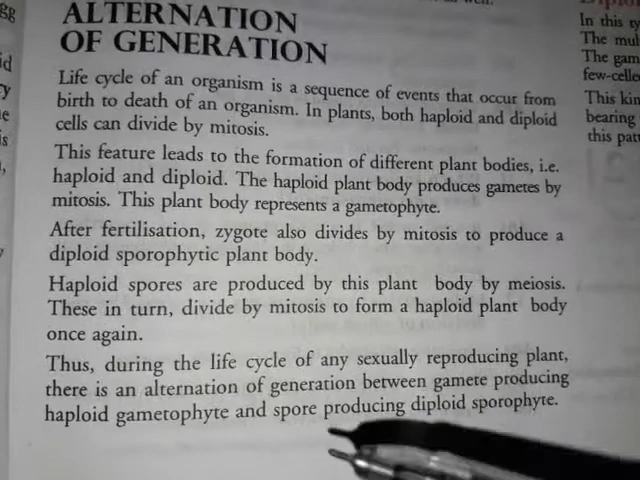 ALTERNATION
OF GENERATION
Life cycle of an organism is a sequence of events that occur from
birth to death of an organism. In plants, both haploid and diploid
cells can divide by mitosis.
This feature leads to the formation of different plant bodies, i.e.
haploid and diploid. The haploid plant body produces gametes by
mitosis. This plant body represents a gametophyte.
After fertilisation, zygote also divides by mitosis to produce a
diploid sporophytic plant body.
Haploid spores are produced by this plant body by meiosis.
These in turn, divide by mitosis to form a haploid plant body
once again.
Thus, during the life cycle of any sexually reproducing plant,
there is an alternation of generation between gamete producing
haploid gametophyte and spore producing diploid sporophyte.
In this
The
The
few-celle
This
bearing
this